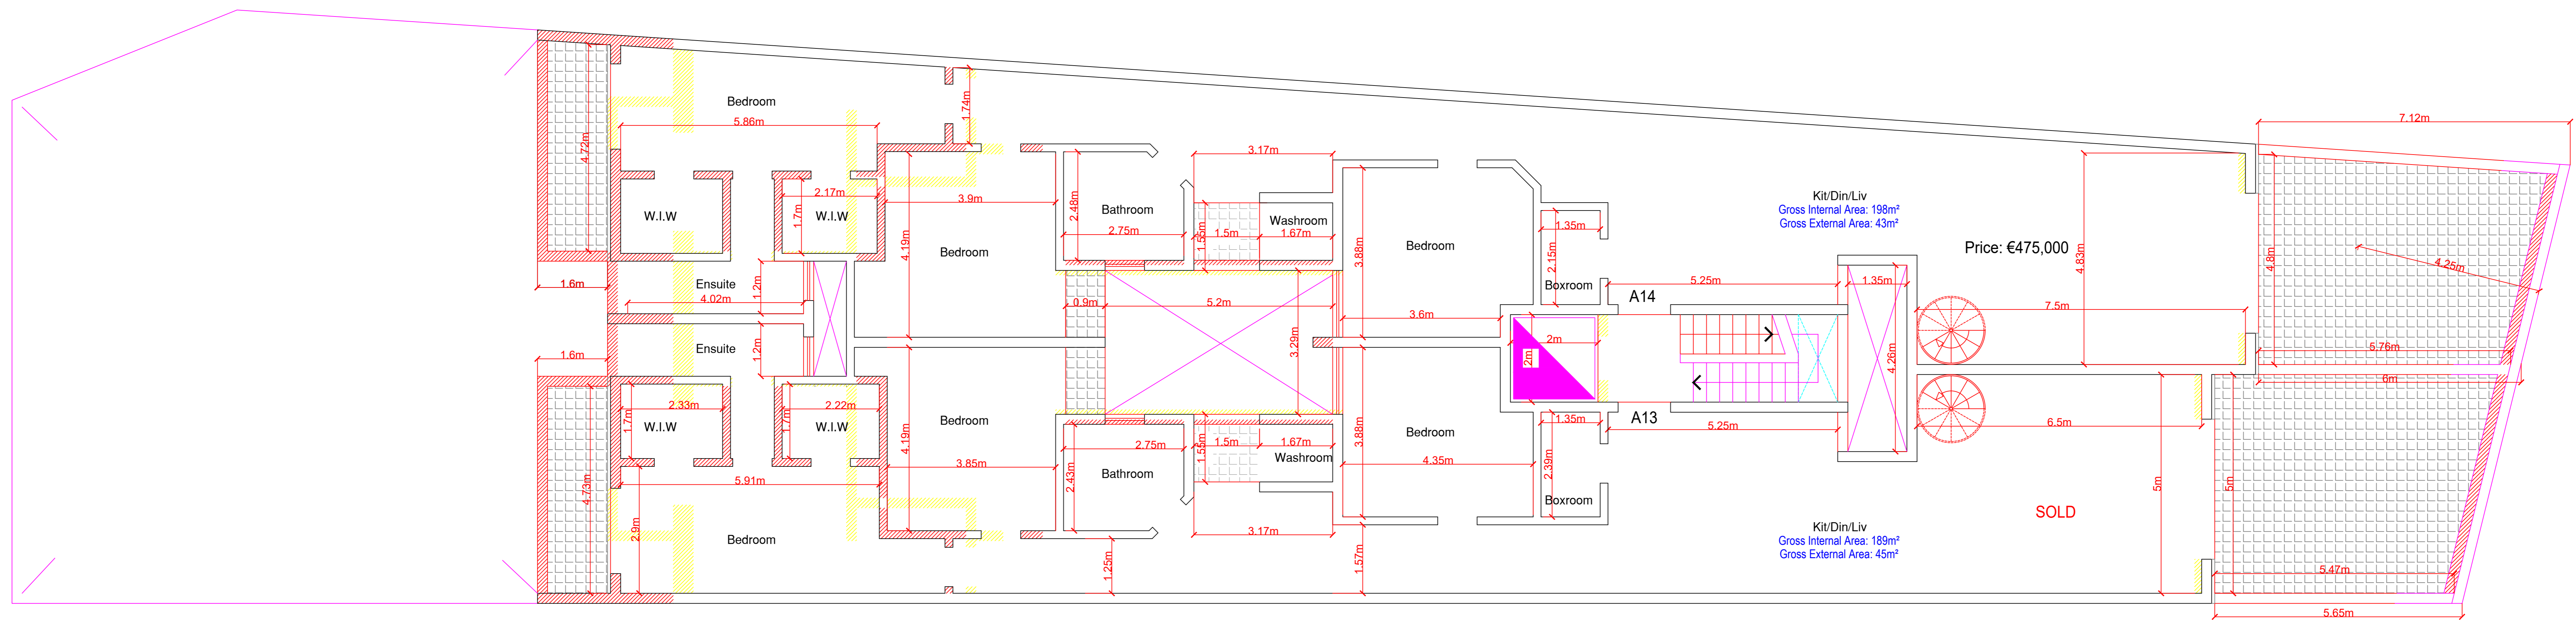 7.12m
Bedroom
5.86m
1.74m
4.72m
3.17m
2.17m
1.7m
W.I.W
W.I.W
3.9m
2.48m
Bathroom
2.75m
1.55m
1.5m
Washroom
1.67m
4.19m
Bedroom
Bedroom
3.88m
1.35m
2.15m
Boxroom
Kit/Din/Liv
Gross Internal Area: 198m²
Gross External Area: 43m²
Price: €475,000
4.83m
4.8m
4.25m
1.6m
Ensuite
4.02m
1.2m
0.9m
5.2m
3.29m
3.6m
A14
5.25m
1.35m
7.5m
2m
2m
4.26m
5.76m
6m
1.6m
Ensuite
1.2m
2.33m
1.7m
2.22m
1.7m
W.I.W
W.I.W
4.73m
5.91m
2.9m
Bedroom
4.19m
Bedroom
3.85m
2.43m
2.75m
Bathroom
1.55m
1.5m
1.67m
Washroom
3.17m
1.25m
3.88m
Bedroom
4.35m
1.57m
1.35m
2.39m
Boxroom
A13
5.25m
6.5m
5m
5m
SOLD
Kit/Din/Liv
Gross Internal Area: 189m²
Gross External Area: 45m²
5.47m
5.65m